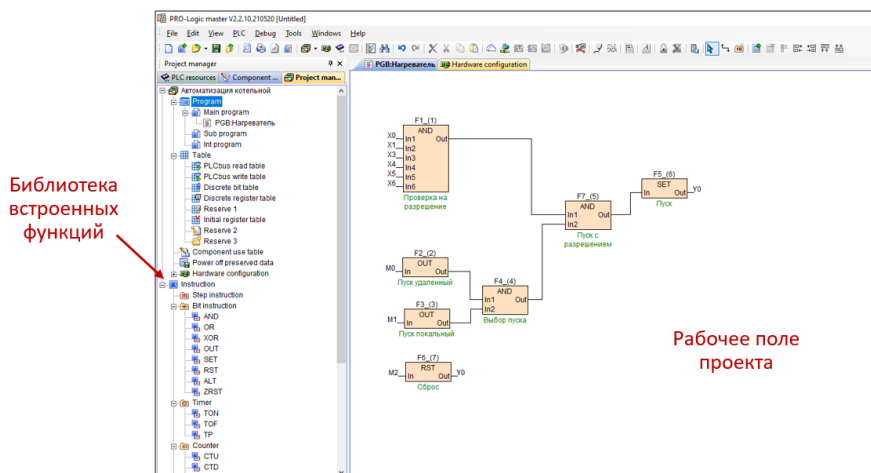 PRO-Logic master V2.2.10.210520 [Untitled]
File Edit View PLC Debug Tools Windows Help
Project manager
PLC resources Component ... Project man...
Автоматизация котельной
Program
Main program
PGB:Нагреватель
Sub program
Int program
Table
PLCbus read table
PLCbus write table
Discrete bit table
Discrete register table
Reserve 1
Initial register table
Reserve 2
Reserve 3
Component use table
Power off preserved data
Hardware configuration
Instruction
Step instruction
Bit instruction
AND
OR
XOR
OUT
SET
RST
ALT
ZRST
Timer
TON
TOF
TP
Counter
CTU
CTD
Библиотека
встроенных
функций
PGB:Нагреватель Hardware configuration
F1_(1)
AND
X0 In1 Out
X1 In2
X3 In3
X4 In4
X5 In5
X6 In6
Проверка на
разрешение
F2_(2)
OUT
M0 In Out
Пуск удаленный
F3_(3)
OUT
M1 In Out
Пуск локальный
F4_(4)
AND
In1 Out
In2
Выбор пуска
F7_(5)
AND
In1 Out
In2
Пуск с
разрешением
F5_(6)
SET
In Out Y0
Пуск
F6_(7)
RST
M2 In Out Y0
Сброс
Рабочее поле
проекта